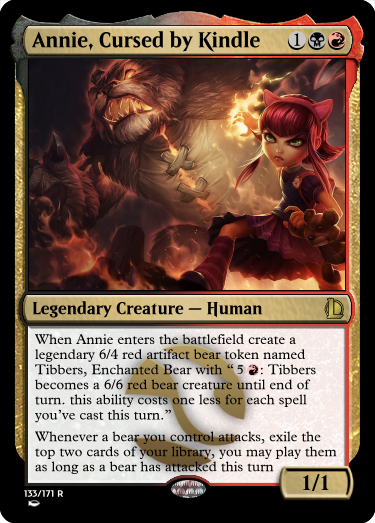 Annie, Cursed by Kindle 1
Legendary Creature — Human
When Annie enters the battlefield create a
legendary 6/4 red artifact bear token named
Tibbers, Enchanted Bear with “ 5 : Tibbers
becomes a 6/6 red bear creature until end of
turn. this ability costs one less for each spell
you’ve cast this turn.”
Whenever a bear you control attacks, exile the
top two cards of your library, you may play them
as long as a bear has attacked this turn
1/1
133/171 R